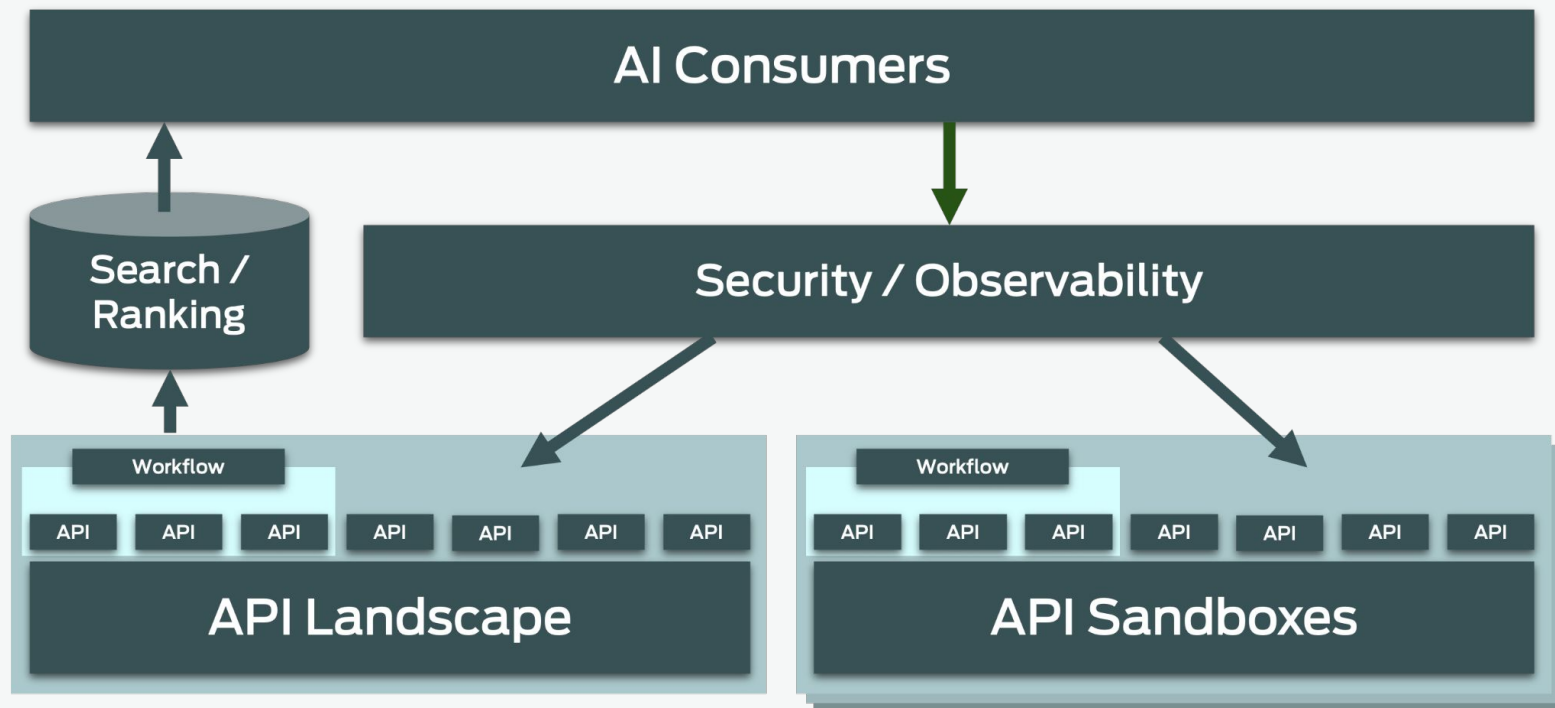 AI Consumers
Search /
Ranking
Security / Observability
Workflow
API API API API API API API
API Landscape
Workflow
API API API API API API API
API Sandboxes